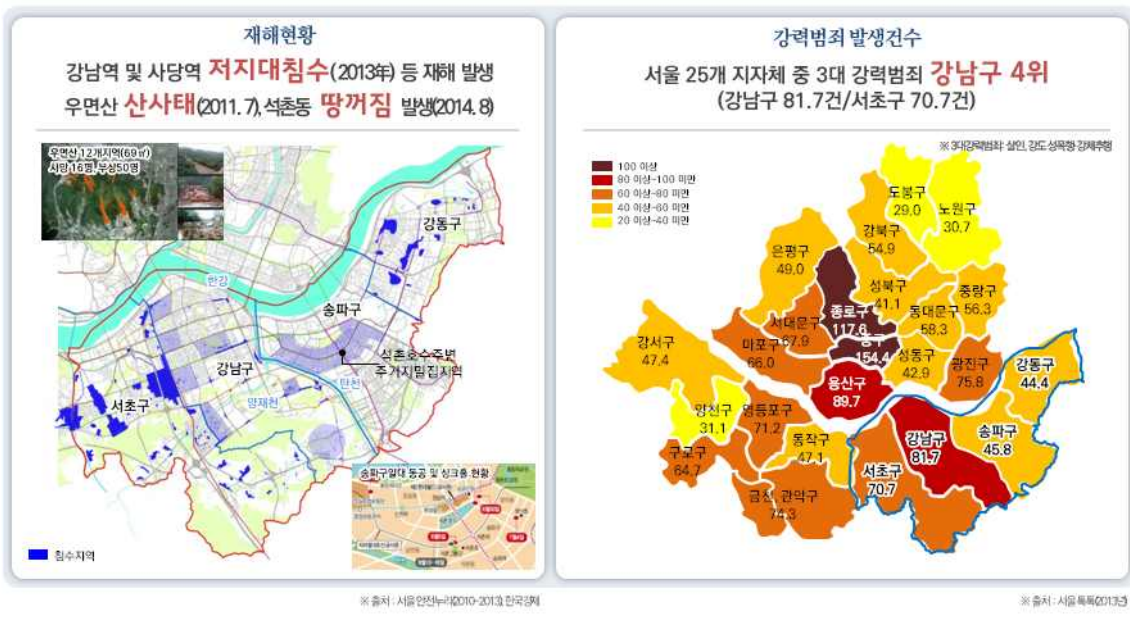 재해현황
강남역 및 사당역 저지대침수(2013年) 등 재해 발생
우면산 산사태(2011. 7), 석촌동 땅꺼짐 발생(2014. 8)
우면산 12개지역(69㎡)
사망 16명, 부상50명
강동구
한강
송파구
석촌호수주변
주거지밀집지역
강남구
탄천
서초구
양재천
송파구일대 동공 및 싱크홀 현황
침수지역
※ 출처 : 서울안전누리(2010-2013), 한국경제
강력범죄 발생건수
서울 25개 지자체 중 3대 강력범죄 강남구 4위
(강남구 81.7건/서초구 70.7건)
※ 3대강력범죄: 살인, 강도 성폭행·강제추행
100 이상
80 이상~100 미만
60 이상~80 미만
40 이상~60 미만
20 이상~40 미만
도봉구
29.0
노원구
30.7
강북구
54.9
은평구
49.0
성북구
41.1
중랑구
56.3
종로구
117.6
동대문구
58.3
서대문구
67.9
강서구
47.4
마포구
66.0
중구
154.4
성동구
42.9
광진구
75.8
강동구
44.4
용산구
89.7
양천구
31.1
영등포구
71.2
동작구
47.1
강남구
81.7
송파구
45.8
구로구
64.7
서초구
70.7
금천, 관악구
74.3
※ 출처 : 서울톡톡(2013년)